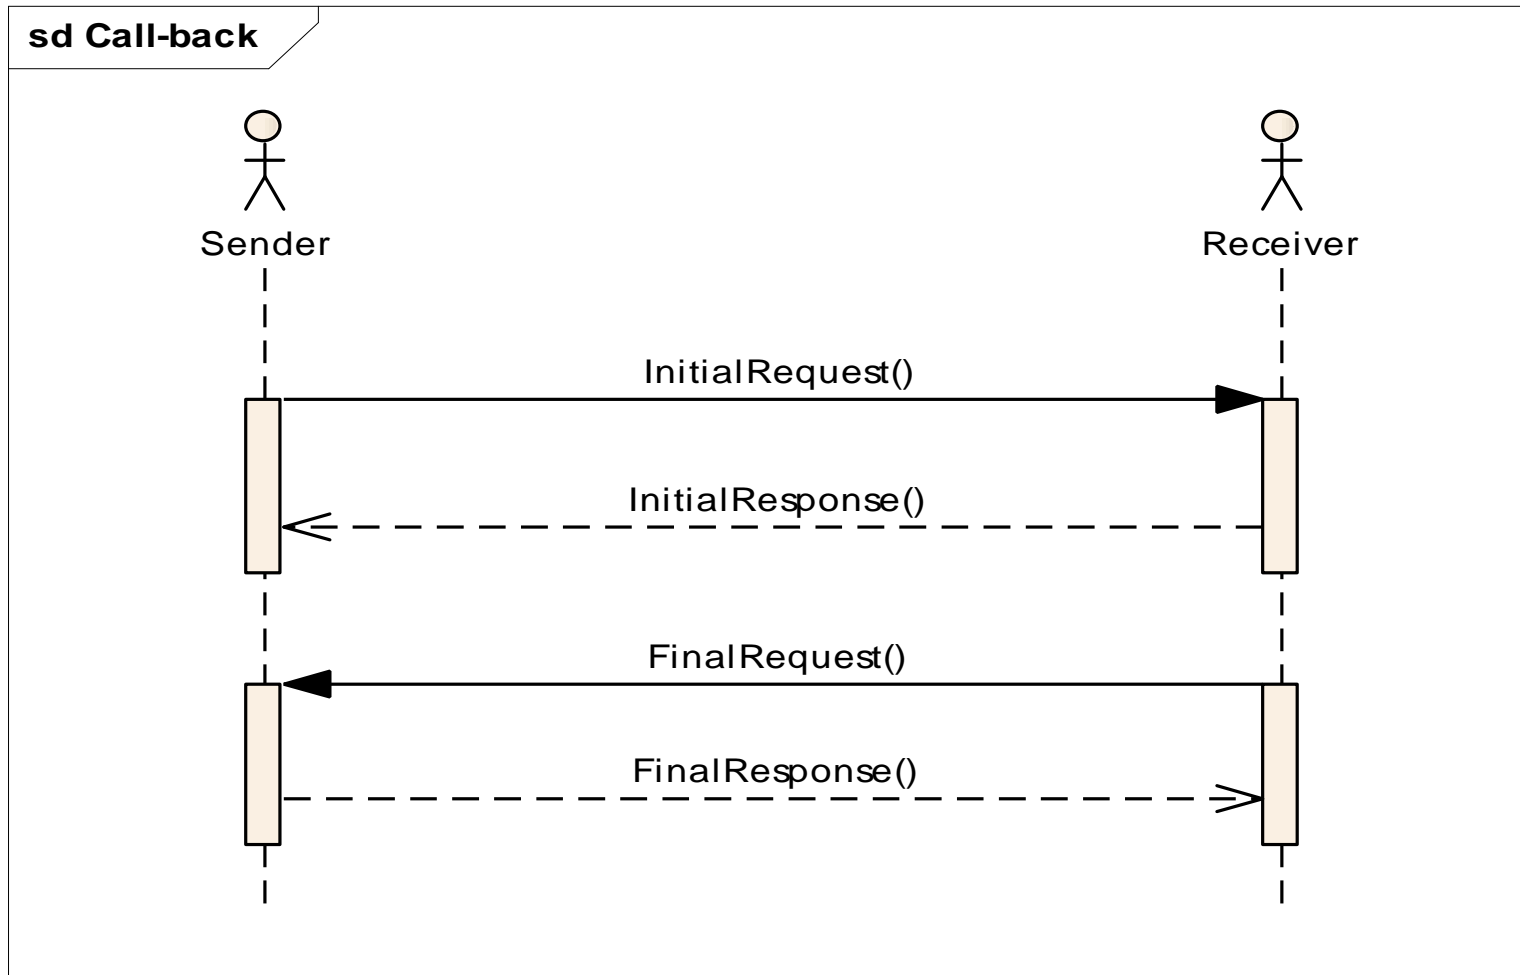 sd Call-back
Sender
Receiver
InitialRequest()
InitialResponse()
FinalRequest()
FinalResponse()